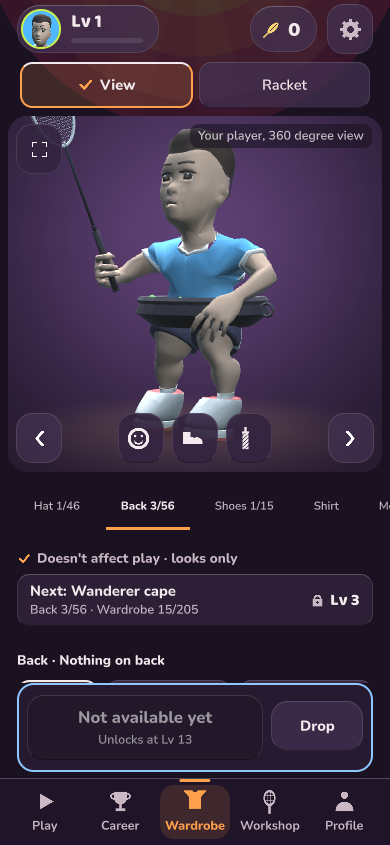 Lv 1
0
View
Racket
Your player, 360 degree view
Hat 1/46
Back 3/56
Shoes 1/15
Shirt
Doesn't affect play · looks only
Next: Wanderer cape
Back 3/56 · Wardrobe 15/205
Lv 3
Back · Nothing on back
Not available yet
Unlocks at Lv 13
Drop
Play
Career
Wardrobe
Workshop
Profile